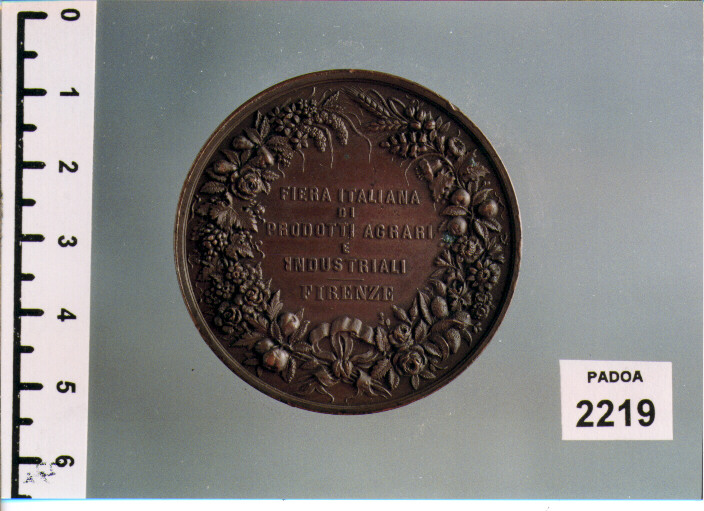 0
1
2
3
4
5
6
FIERA ITALIANA
DI
PRODOTTI AGRARI
E
INDUSTRIALI
FIRENZE
PADOA
2219